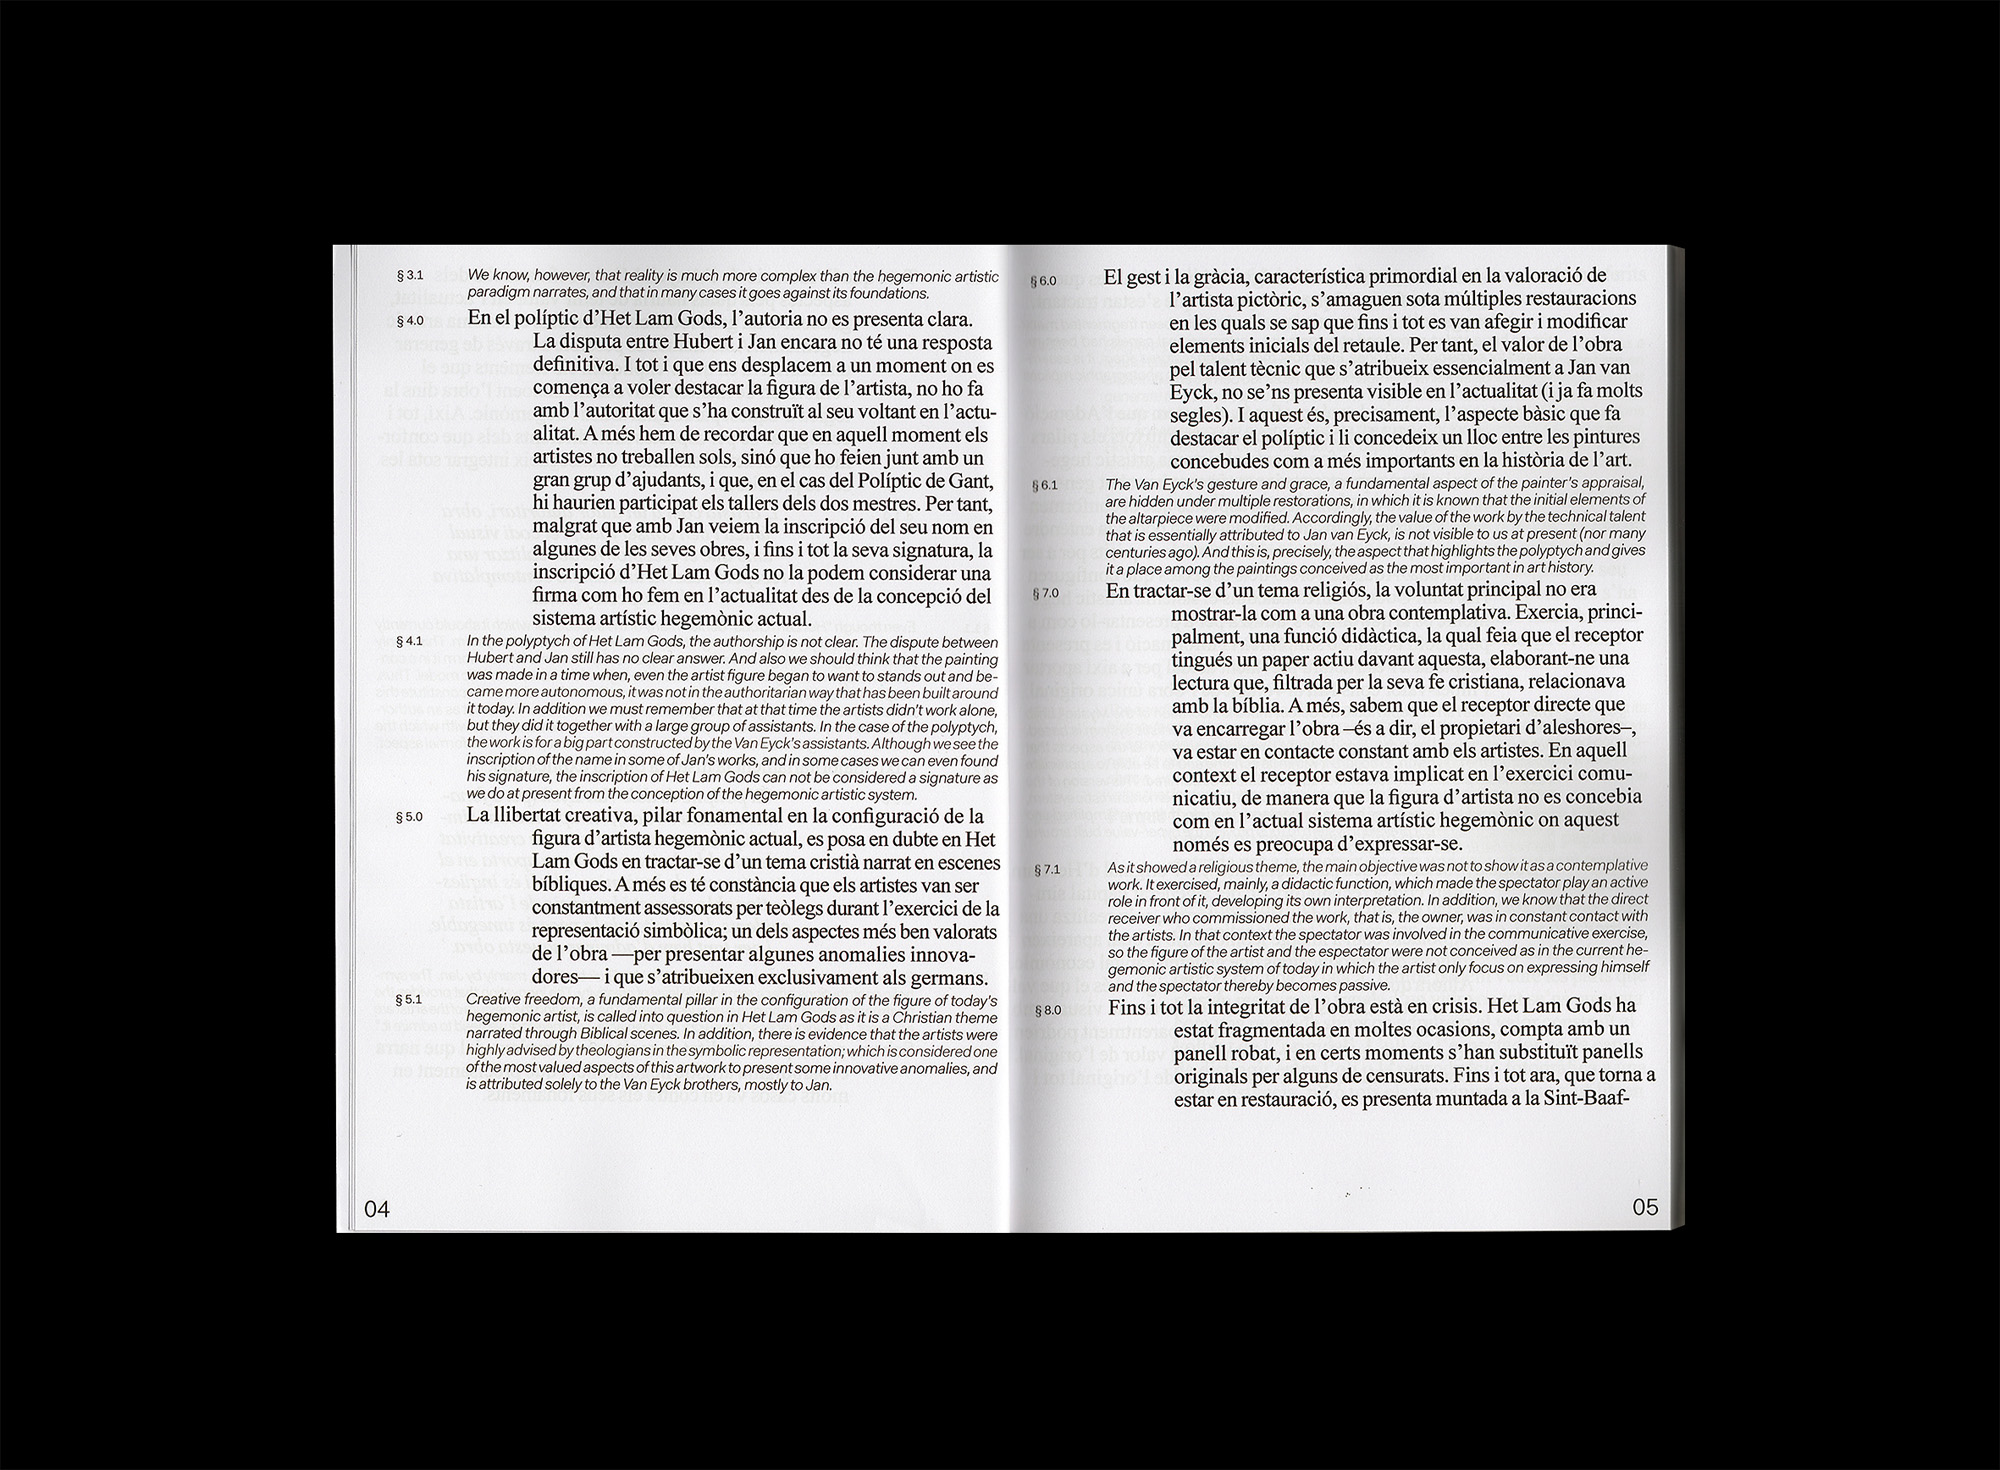 § 3.1 We know, however, that reality is much more complex than the hegemonic artistic
paradigm narrates, and that in many cases it goes against its foundations.
§ 4.0 En el políptic d’Het Lam Gods, l’autoria no es presenta clara.
La disputa entre Hubert i Jan encara no té una resposta
definitiva. I tot i que ens desplacem a un moment on es
comença a voler destacar la figura de l’artista, no ho fa
amb l’autoritat que s’ha construït al seu voltant en l’actu-
alitat. A més hem de recordar que en aquell moment els
artistes no treballen sols, sinó que ho feien junt amb un
gran grup d’ajudants, i que, en el cas del Políptic de Gant,
hi haurien participat els tallers dels dos mestres. Per tant,
malgrat que amb Jan veiem la inscripció del seu nom en
algunes de les seves obres, i fins i tot la seva signatura, la
inscripció d’Het Lam Gods no la podem considerar una
firma com ho fem en l’actualitat des de la concepció del
sistema artístic hegemònic actual.
§ 4.1 In the polyptych of Het Lam Gods, the authorship is not clear. The dispute between
Hubert and Jan still has no clear answer. And also we should think that the painting
was made in a time when, even the artist figure began to want to stands out and be-
came more autonomous, it was not in the authoritarian way that has been built around
it today. In addition we must remember that at that time the artists didn’t work alone,
but they did it together with a large group of assistants. In the case of the polyptych,
the work is for a big part constructed by the Van Eyck’s assistants. Although we see the
inscription of the name in some of Jan’s works, and in some cases we can even found
his signature, the inscription of Het Lam Gods can not be considered a signature as
we do at present from the conception of the hegemonic artistic system.
§ 5.0 La llibertat creativa, pilar fonamental en la configuració de la
figura d’artista hegemònic actual, es posa en dubte en Het
Lam Gods en tractar-se d’un tema cristià narrat en escenes
bíbliques. A més es té constància que els artistes van ser
constantment assessorats per teòlegs durant l’exercici de la
representació simbòlica; un dels aspectes més ben valorats
de l’obra —per presentar algunes anomalies innova-
dores— i que s’atribueixen exclusivament als germans.
§ 5.1 Creative freedom, a fundamental pillar in the configuration of the figure of today’s
hegemonic artist, is called into question in Het Lam Gods as it is a Christian theme
narrated through Biblical scenes. In addition, there is evidence that the artists were
highly advised by theologians in the symbolic representation; which is considered one
of the most valued aspects of this artwork to present some innovative anomalies, and
is attributed solely to the Van Eyck brothers, mostly to Jan.
04
§ 6.0 El gest i la gràcia, característica primordial en la valoració de
l’artista pictòric, s’amaguen sota múltiples restauracions
en les quals se sap que fins i tot es van afegir i modificar
elements inicials del retaule. Per tant, el valor de l’obra
pel talent tècnic que s’atribueix essencialment a Jan van
Eyck, no se’ns presenta visible en l’actualitat (i ja fa molts
segles). I aquest és, precisament, l’aspecte bàsic que fa
destacar el políptic i li concedeix un lloc entre les pintures
concebudes com a més importants en la història de l’art.
§ 6.1 The Van Eyck’s gesture and grace, a fundamental aspect of the painter’s appraisal,
are hidden under multiple restorations, in which it is known that the initial elements of
the altarpiece were modified. Accordingly, the value of the work by the technical talent
that is essentially attributed to Jan van Eyck, is not visible to us at present (nor many
centuries ago). And this is, precisely, the aspect that highlights the polyptych and gives
it a place among the paintings conceived as the most important in art history.
§ 7.0 En tractar-se d’un tema religiós, la voluntat principal no era
mostrar-la com a una obra contemplativa. Exercia, princi-
palment, una funció didàctica, la qual feia que el receptor
tingués un paper actiu davant aquesta, elaborant-ne una
lectura que, filtrada per la seva fe cristiana, relacionava
amb la bíblia. A més, sabem que el receptor directe que
va encarregar l’obra –és a dir, el propietari d’aleshores–,
va estar en contacte constant amb els artistes. En aquell
context el receptor estava implicat en l’exercici comu-
nicatiu, de manera que la figura d’artista no es concebia
com en l’actual sistema artístic hegemònic on aquest
només es preocupa d’expressar-se.
§ 7.1 As it showed a religious theme, the main objective was not to show it as a contemplative
work. It exercised, mainly, a didactic function, which made the spectator play an active
role in front of it, developing its own interpretation. In addition, we know that the direct
receiver who commissioned the work, that is, the owner, was in constant contact with
the artists. In that context the spectator was involved in the communicative exercise,
so the figure of the artist and the espectator were not conceived as in the current he-
gemonic artistic system of today in which the artist only focus on expressing himself
and the spectator thereby becomes passive.
§ 8.0 Fins i tot la integritat de l’obra està en crisis. Het Lam Gods ha
estat fragmentada en moltes ocasions, compta amb un
panell robat, i en certs moments s’han substituït panells
originals per alguns de censurats. Fins i tot ara, que torna a
estar en restauració, es presenta muntada a la Sint-Baaf-
05